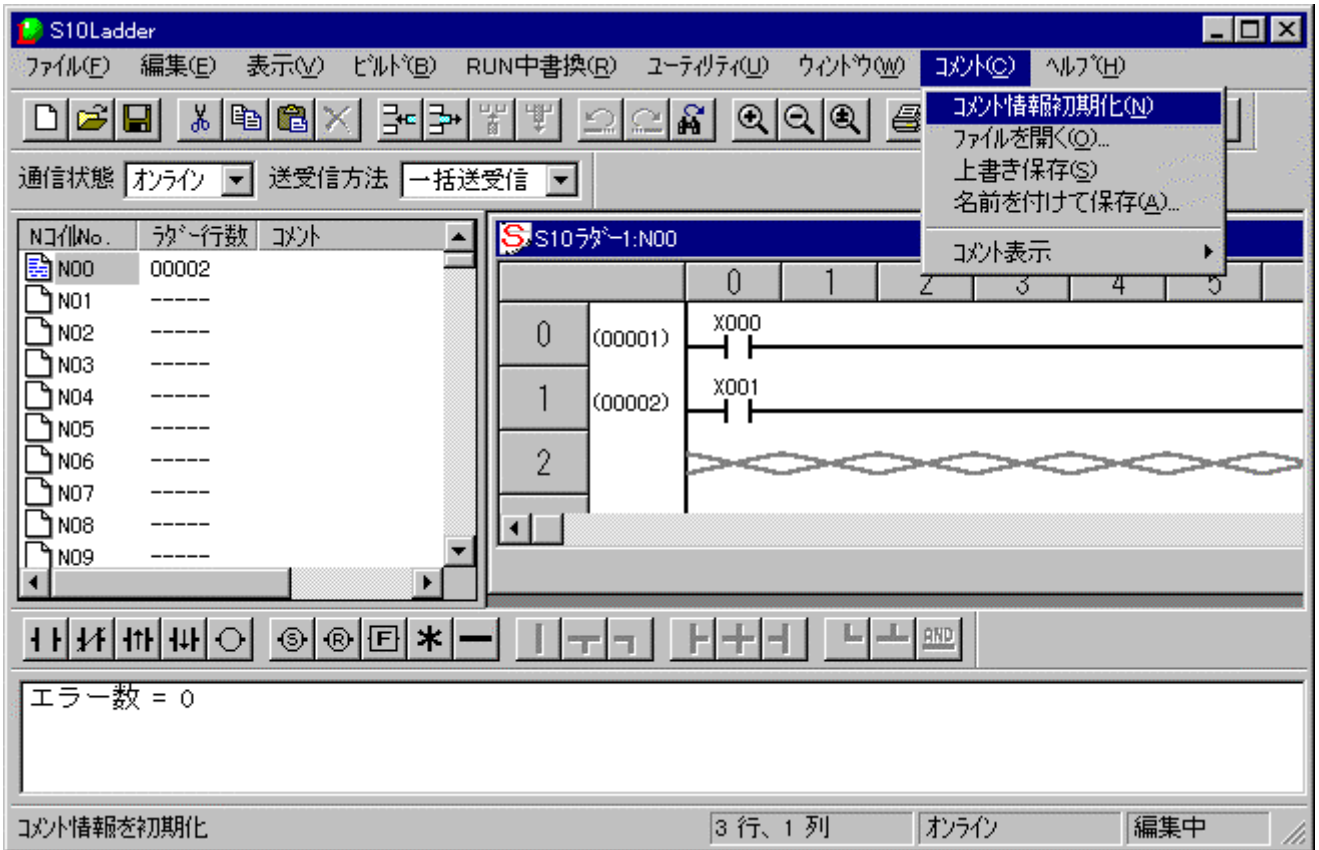 S10Ladder
ファイル(F) 編集(E) 表示(V) ビルド(B) RUN中書換(R) ユーティリティ(U) ウィンドウ(W) コメント(C) ヘルプ(H)
コメント情報初期化(N)
ファイルを開く(O)...
上書き保存(S)
名前を付けて保存(A)...
コメント表示
通信状態 オンライン 送受信方法 一括送受信
NコイルNo. ラダー行数 コメント
N00 00002
N01 -----
N02 -----
N03 -----
N04 -----
N05 -----
N06 -----
N07 -----
N08 -----
N09 -----
S10ラダー1:N00
0 1 2 3 4 5
0 (00001) X000
1 (00002) X001
2
S R F AND
エラー数 = 0
コメント情報を初期化 3 行、1 列 オンライン 編集中